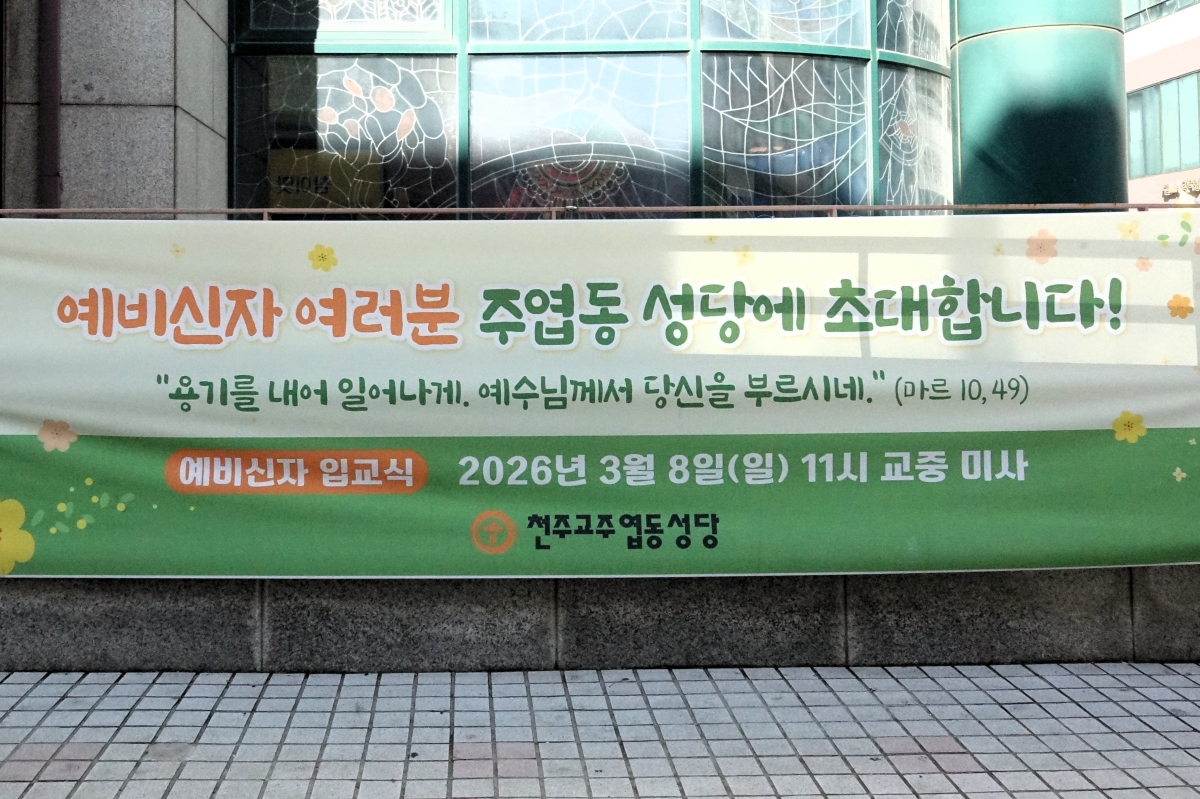 예비신자 여러분 주엽동 성당에 초대합니다!
"용기를 내어 일어나게. 예수님께서 당신을 부르시네." (마르 10, 49)
예비신자 입교식 2026년 3월 8일(일) 11시 교중 미사
천주교주엽동성당